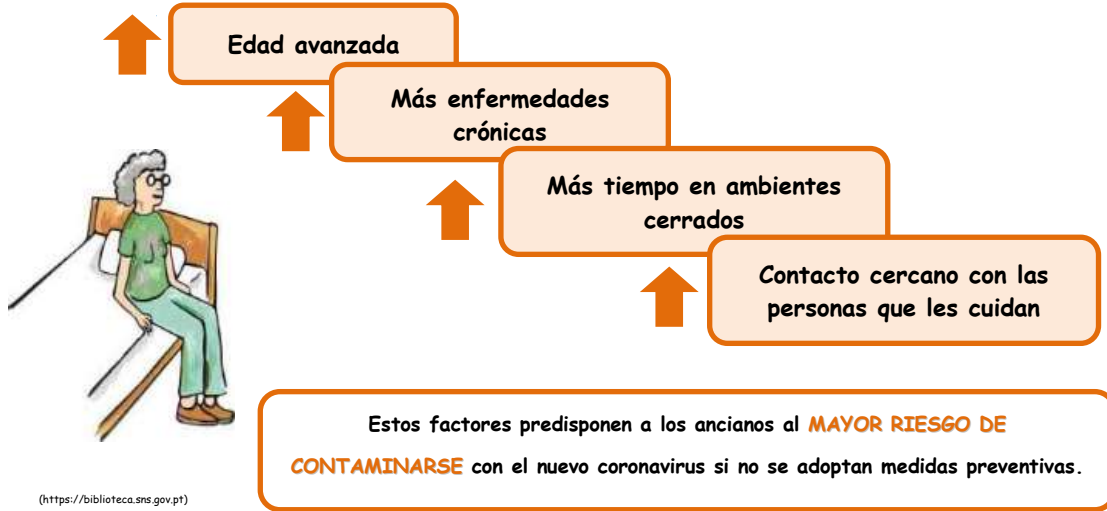 Edad avanzada
Más enfermedades
crónicas
Más tiempo en ambientes
cerrados
Contacto cercano con las
personas que les cuidan
Estos factores predisponen a los ancianos al MAYOR RIESGO DE
CONTAMINARSE con el nuevo coronavirus si no se adoptan medidas preventivas.
(https://biblioteca.sns.gov.pt)